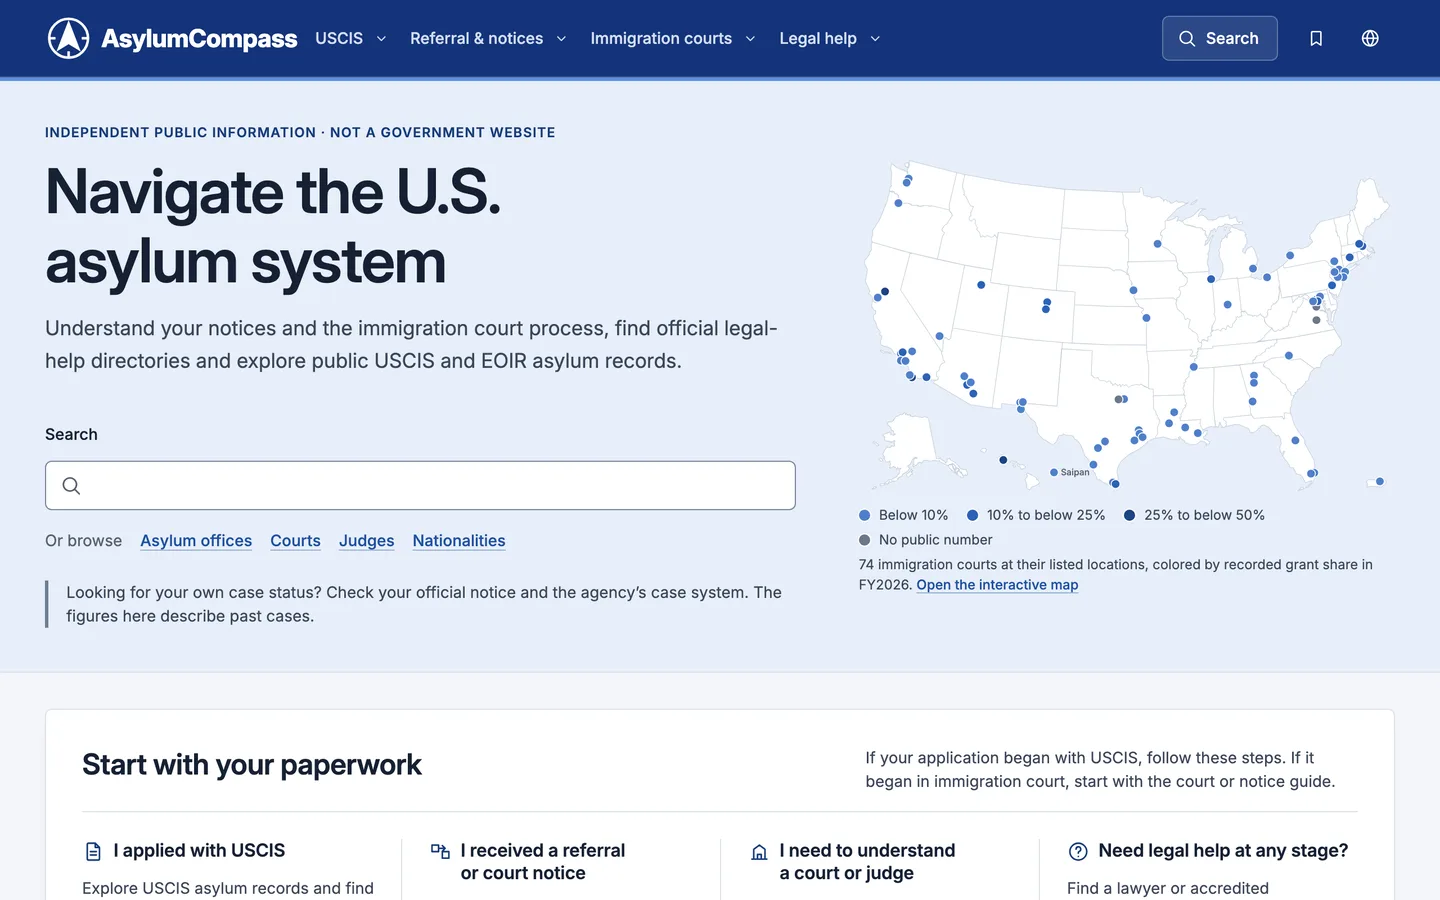 AsylumCompass
USCIS
Referral & notices
Immigration courts
Legal help
Search
INDEPENDENT PUBLIC INFORMATION · NOT A GOVERNMENT WEBSITE
Navigate the U.S.
asylum system
Understand your notices and the immigration court process, find official legal-
help directories and explore public USCIS and EOIR asylum records.
Search
Or browse Asylum offices Courts Judges Nationalities
Looking for your own case status? Check your official notice and the agency’s case system. The
figures here describe past cases.
Saipan
Below 10% 10% to below 25% 25% to below 50%
No public number
74 immigration courts at their listed locations, colored by recorded grant share in
FY2026. Open the interactive map
Start with your paperwork
If your application began with USCIS, follow these steps. If it
began in immigration court, start with the court or notice guide.
I applied with USCIS
Explore USCIS asylum records and find
I received a referral
or court notice
I need to understand
a court or judge
Need legal help at any stage?
Find a lawyer or accredited